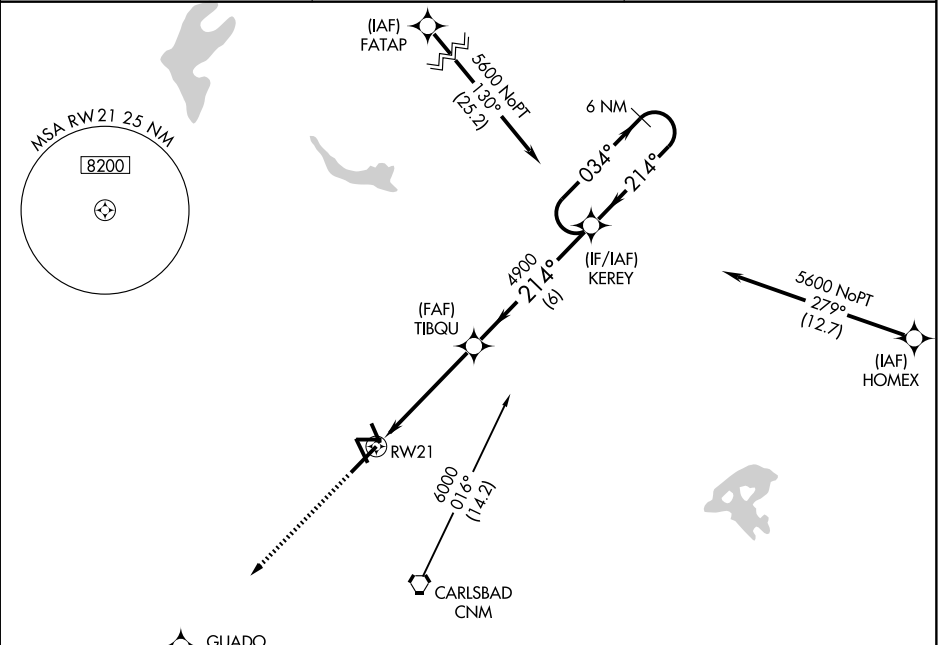 (IAF)
FATAP
5600 NoPT
130°
(25.2)
MSA RW21 25 NM
8200
6 NM
034°
214°
(IF/IAF)
KEREY
4900
214°
(6)
(FAF)
TIBQU
5600 NoPT
279°
(12.7)
(IAF)
HOMEX
RW21
6000
016°
(14.2)
CARLSBAD
CNM
GUADO